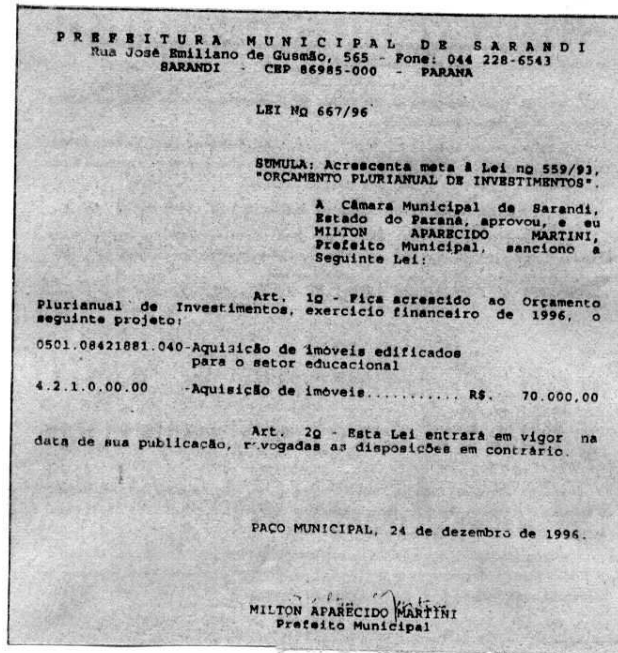 PREFEITURA MUNICIPAL DE SARANDI
Rua José Emiliano de Gusmão, 565 - Fone: 044 228-6543
SARANDI - CEP 86985-000 - PARANA
LEI Nº 667/96
SUMULA: Acrescenta meta à Lei nº 559/93,
"ORÇAMENTO PLURIANUAL DE INVESTIMENTOS".
A Câmara Municipal de Sarandi,
Estado do Paraná, aprovou, e eu
MILTON APARECIDO MARTINI,
Prefeito Municipal, sanciono a
Seguinte Lei:
Art. 1º - Fica acrescido ao Orçamento
Plurianual de Investimentos, exercício financeiro de 1996, o
seguinte projeto:
0501.08421881.040-Aquisição de imóveis edificados
para o setor educacional
4.2.1.0.00.00 -Aquisição de imóveis........... R$. 70.000,00
Art. 2º - Esta Lei entrará em vigor na
data de sua publicação, revogadas as disposições em contrário.
PAÇO MUNICIPAL, 24 de dezembro de 1996.
MILTON APARECIDO MARTINI
Prefeito Municipal